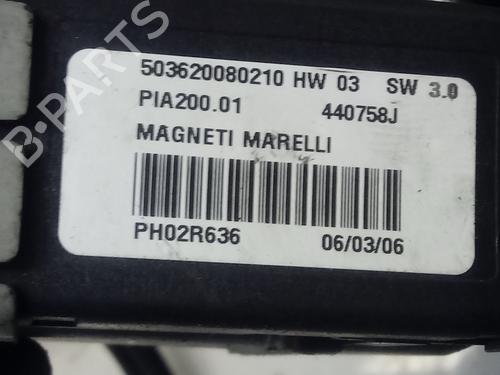 503620080210 HW 03 SW 3.0
PIA200.01 440758J
MAGNETI MARELLI
PH02R636 06/03/06
B-PARTS